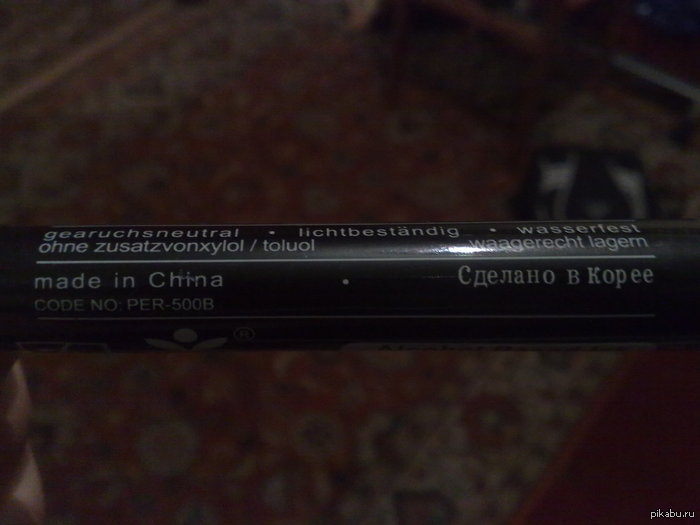 gearuchsneutral • lichtbeständig • wasserfest
ohne zusatzvonxylol / toluol waagerecht lagern
made in China • Сделано в Корее
CODE NO: PER-500B
®
pikabu.ru